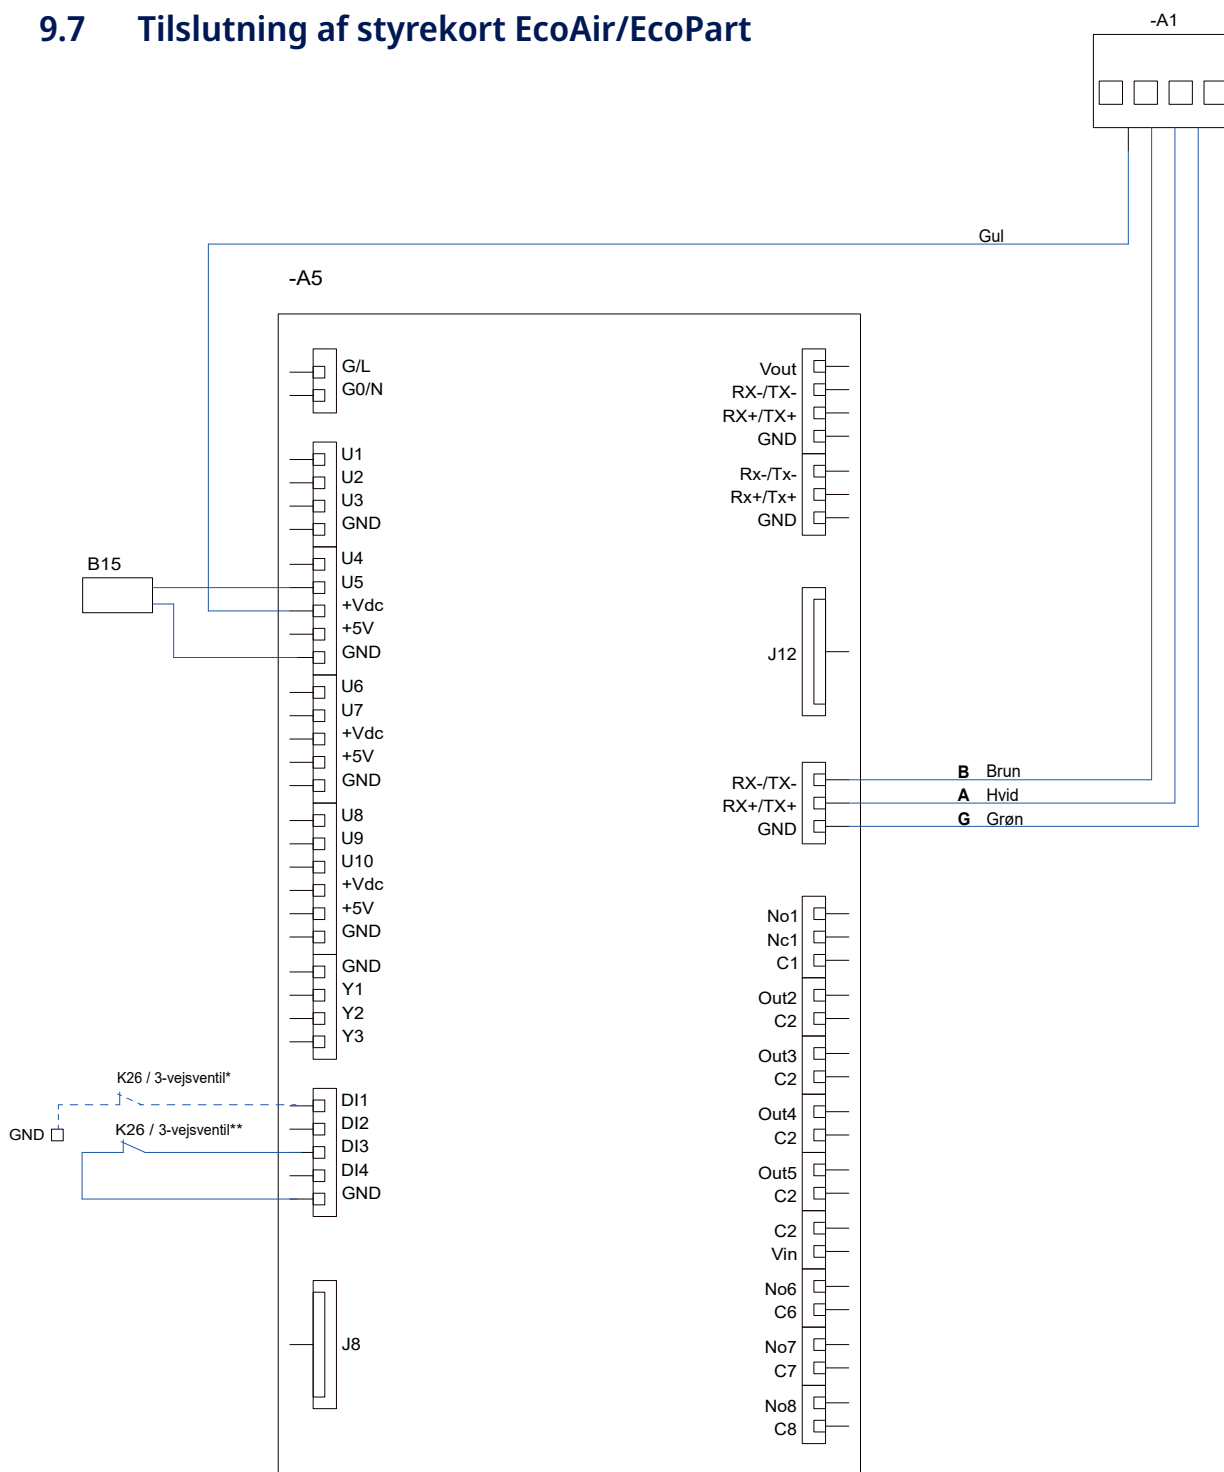 9.7 Tilslutning af styrekort EcoAir/EcoPart
-A1
Gul
-A5
G/L
G0/N
U1
U2
U3
GND
U4
U5
+Vdc
+5V
GND
U6
U7
+Vdc
+5V
GND
U8
U9
U10
+Vdc
+5V
GND
GND
Y1
Y2
Y3
DI1
DI2
DI3
DI4
GND
J8
B15
K26 / 3-vejsventil*
GND
K26 / 3-vejsventil**
Vout
RX-/TX-
RX+/TX+
GND
Rx-/Tx-
Rx+/Tx+
GND
J12
RX-/TX-
RX+/TX+
GND
B Brun
A Hvid
G Grøn
No1
Nc1
C1
Out2
C2
Out3
C2
Out4
C2
Out5
C2
C2
Vin
No6
C6
No7
C7
No8
C8